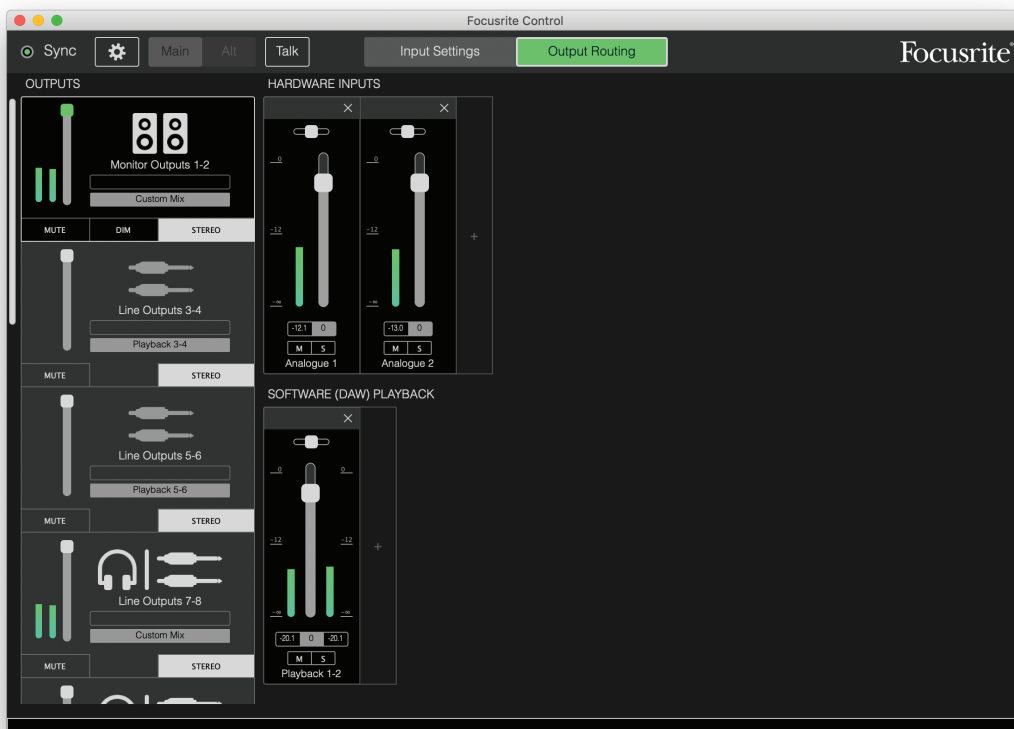 Focusrite Control
Sync
Main
Alt
Talk
Input Settings
Output Routing
Focusrite®
OUTPUTS
Monitor Outputs 1-2
Custom Mix
MUTE
DIM
STEREO
Line Outputs 3-4
Playback 3-4
MUTE
STEREO
Line Outputs 5-6
Playback 5-6
MUTE
STEREO
Line Outputs 7-8
Custom Mix
MUTE
STEREO
HARDWARE INPUTS
0
-12
-∞
-12.1
0
M
S
Analogue 1
0
-12
-∞
-13.0
0
M
S
Analogue 2
+
SOFTWARE (DAW) PLAYBACK
0
0
-12
-12
-∞
-∞
-20.1
0
-20.1
M
S
Playback 1-2
+